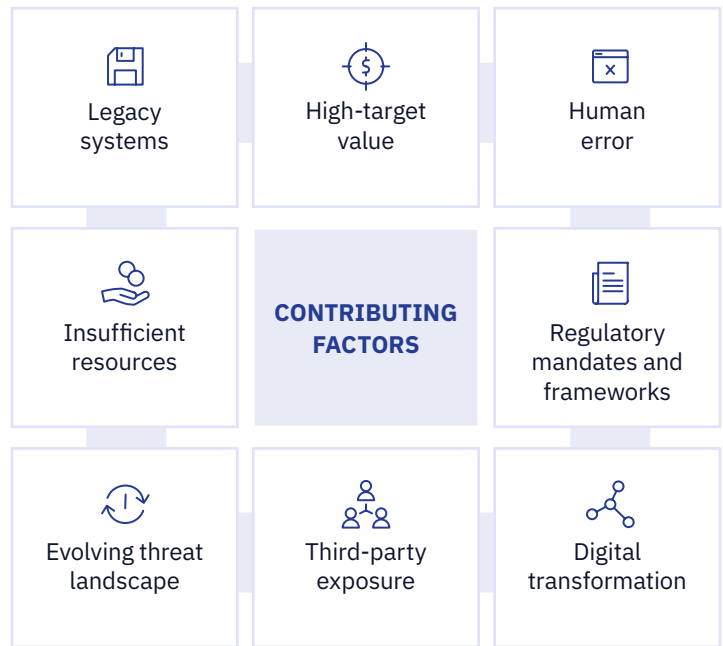 Legacy
systems
High-target
value
Human
error
Insufficient
resources
CONTRIBUTING
FACTORS
Regulatory
mandates and
frameworks
Evolving threat
landscape
Third-party
exposure
Digital
transformation